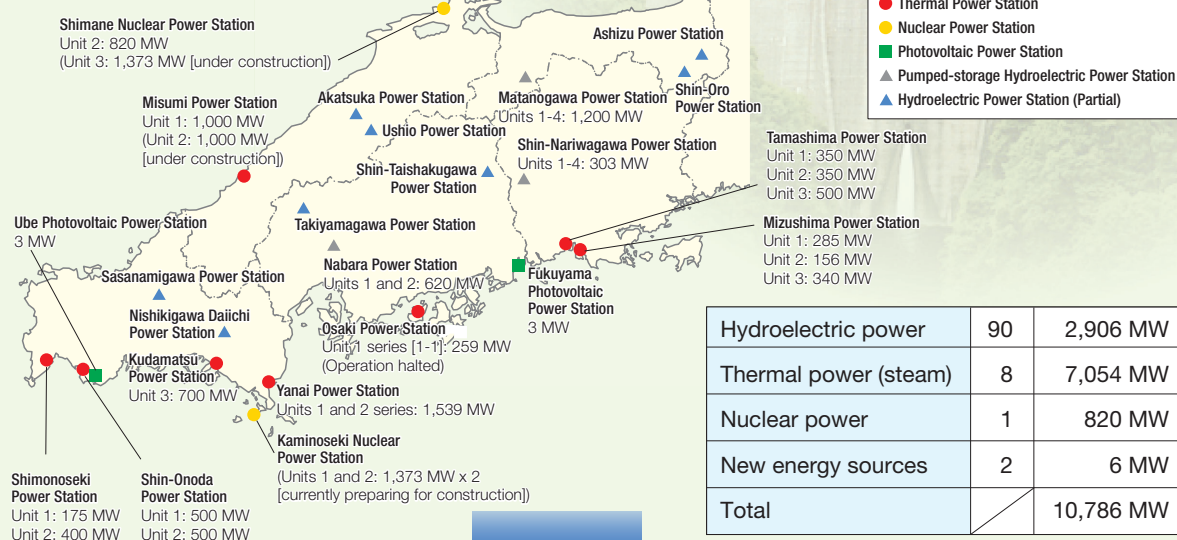 Shimane Nuclear Power Station
Unit 2: 820 MW
(Unit 3: 1,373 MW [under construction])
Misumi Power Station
Unit 1: 1,000 MW
(Unit 2: 1,000 MW
[under construction])
Akatsuka Power Station
Ushio Power Station
Ashizu Power Station
Shin-Oro
Power Station
Matanogawa Power Station
Units 1-4: 1,200 MW
Shin-Nariwagawa Power Station
Units 1-4: 303 MW
Shin-Taishakugawa
Power Station
Takiyamagawa Power Station
Nabara Power Station
Units 1 and 2: 620 MW
Thermal Power Station
Nuclear Power Station
Photovoltaic Power Station
Pumped-storage Hydroelectric Power Station
Hydroelectric Power Station (Partial)
Tamashima Power Station
Unit 1: 350 MW
Unit 2: 350 MW
Unit 3: 500 MW
Mizushima Power Station
Unit 1: 285 MW
Unit 2: 156 MW
Unit 3: 340 MW
Ube Photovoltaic Power Station
3 MW
Sasanamigawa Power Station
Nishikigawa Daiichi
Power Station
Fukuyama
Photovoltaic
Power Station
3 MW
Osaki Power Station
Unit 1 series [1-1]: 259 MW
(Operation halted)
Kudamatsu
Power Station
Unit 3: 700 MW
Yanai Power Station
Units 1 and 2 series: 1,539 MW
Kaminoseki Nuclear
Power Station
(Units 1 and 2: 1,373 MW x 2
[currently preparing for construction])
Shimonoseki
Power Station
Unit 1: 175 MW
Unit 2: 400 MW
Shin-Onoda
Power Station
Unit 1: 500 MW
Unit 2: 500 MW
Hydroelectric power 90 2,906 MW
Thermal power (steam) 8 7,054 MW
Nuclear power 1 820 MW
New energy sources 2 6 MW
Total 10,786 MW